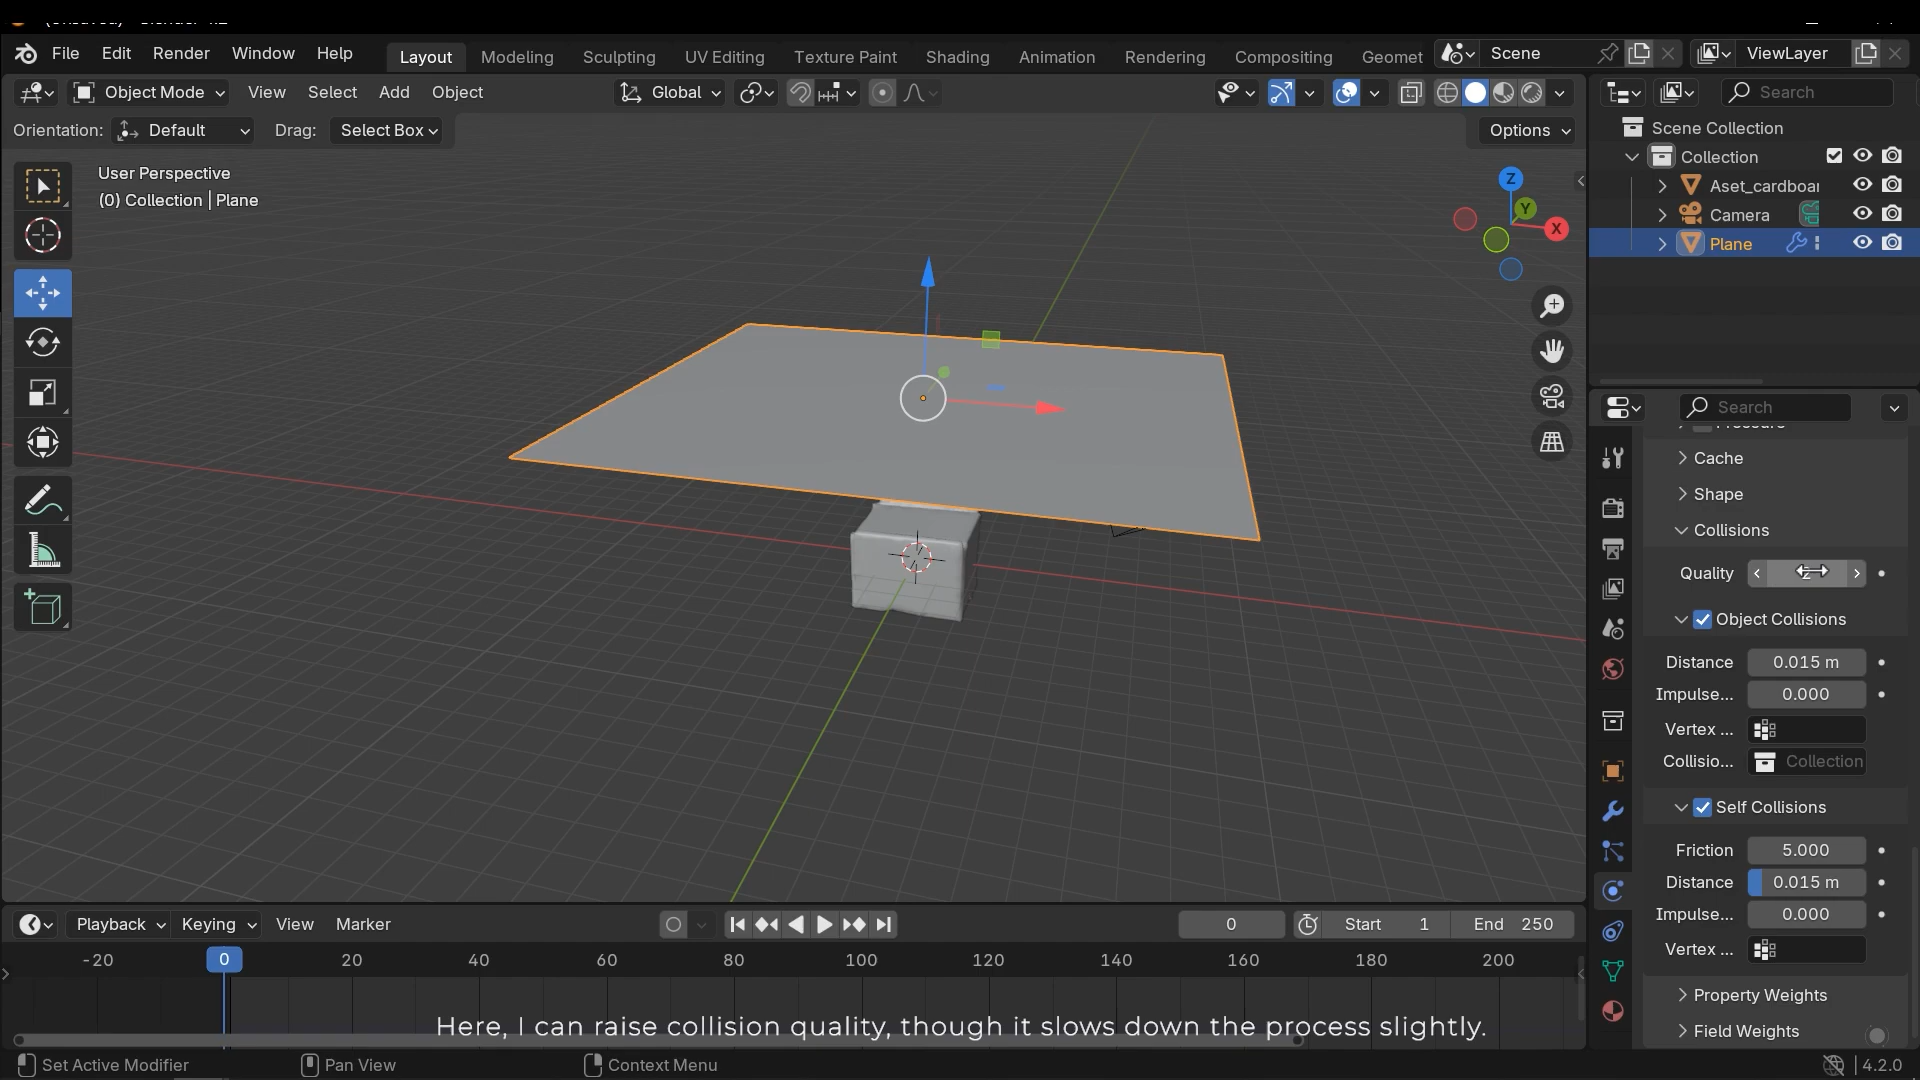 File Edit Render Window Help Layout Modeling Sculpting UV Editing Texture Paint Shading Animation Rendering Compositing Geomet Scene ViewLayer
Object Mode View Select Add Object Global Search
Orientation: Default Drag: Select Box Options
User Perspective
(0) Collection | Plane
Z
Y
X
Scene Collection
Collection
Aset_cardboar
Camera
Plane
Search
Cache
Shape
Collisions
Quality
Object Collisions
Distance 0.015 m
Impulse... 0.000
Vertex ...
Collisio... Collection
Self Collisions
Friction 5.000
Distance 0.015 m
Impulse... 0.000
Vertex ...
Property Weights
Field Weights
Playback Keying View Marker 0 Start 1 End 250
-20 0 20 40 60 80 100 120 140 160 180 200
Here, I can raise collision quality, though it slows down the process slightly.
Set Active Modifier Pan View Context Menu 4.2.0